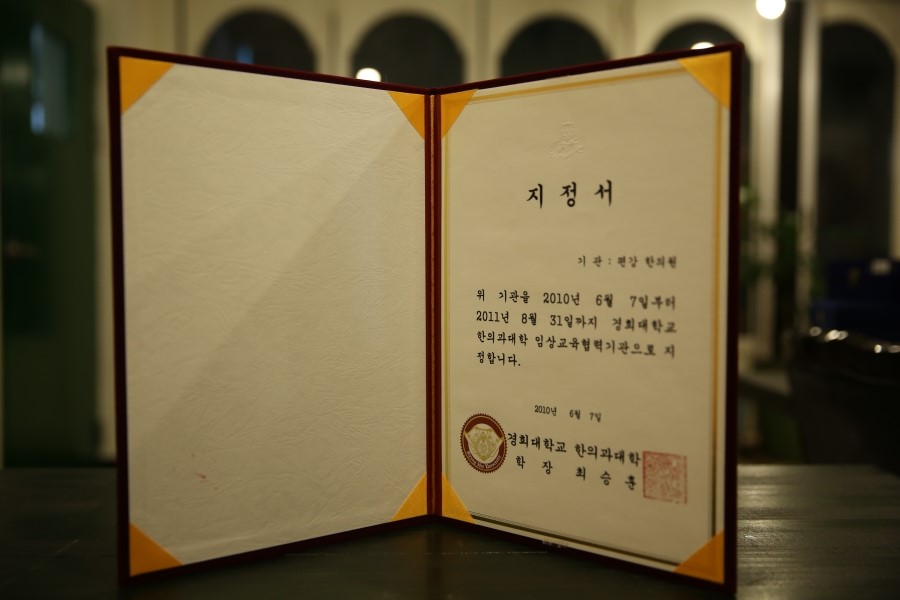 지정서
기 관 : 편강 한의원
위 기관을 2010년 6월 7일부터
2011년 8월 31일까지 경희대학교
한의과대학 임상교육협력기관으로 지
정합니다.
2010년 6월 7일
경희대학교 한의과대학
학 장 최 승 훈